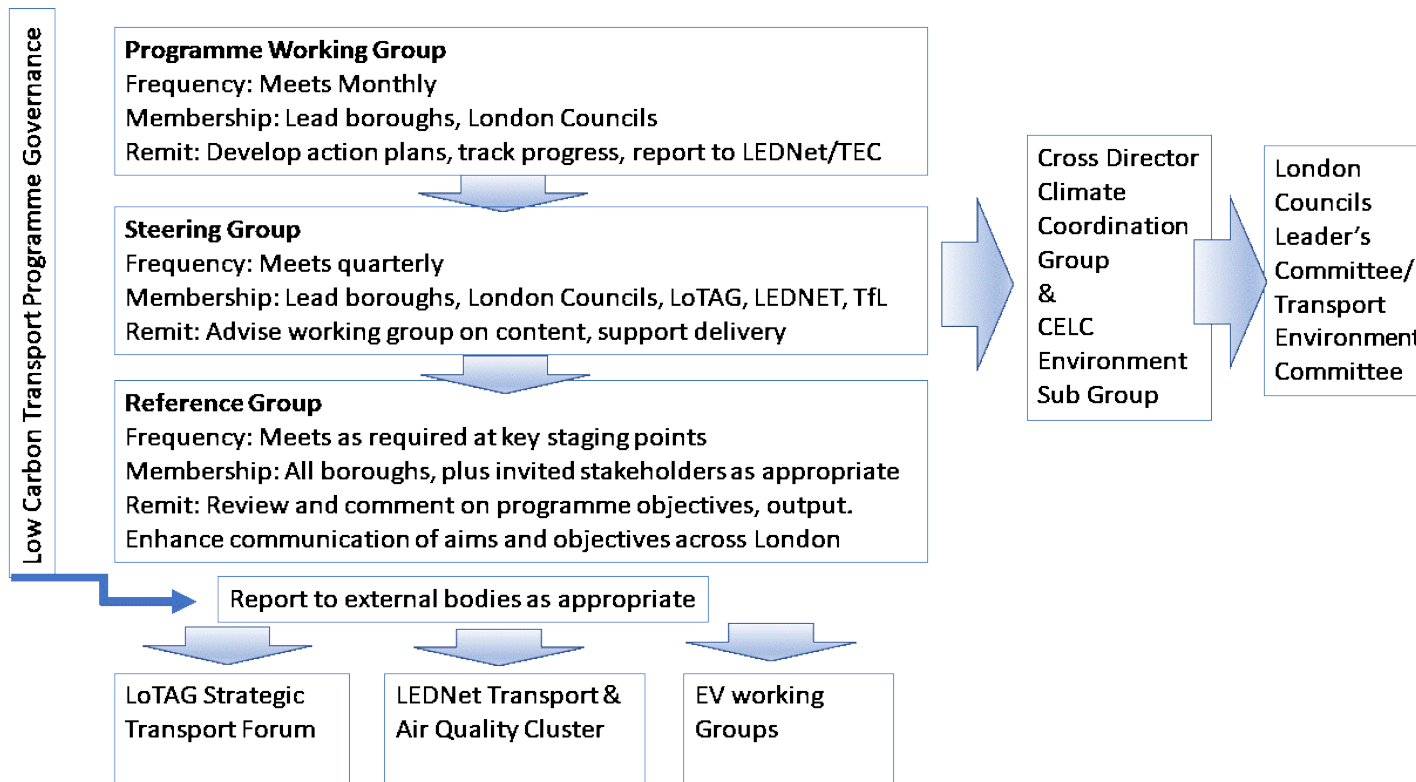 Low Carbon Transport Programme Governance
Programme Working Group
Frequency: Meets Monthly
Membership: Lead boroughs, London Councils
Remit: Develop action plans, track progress, report to LEDNet/TEC
Steering Group
Frequency: Meets quarterly
Membership: Lead boroughs, London Councils, LoTAG, LEDNET, TfL
Remit: Advise working group on content, support delivery
Reference Group
Frequency: Meets as required at key staging points
Membership: All boroughs, plus invited stakeholders as appropriate
Remit: Review and comment on programme objectives, output.
Enhance communication of aims and objectives across London
Cross Director
Climate
Coordination
Group
&
CELC
Environment
Sub Group
London
Councils
Leader's
Committee/
Transport
Environment
Committee
Report to external bodies as appropriate
LoTAG Strategic
Transport Forum
LEDNet Transport &
Air Quality Cluster
EV working
Groups